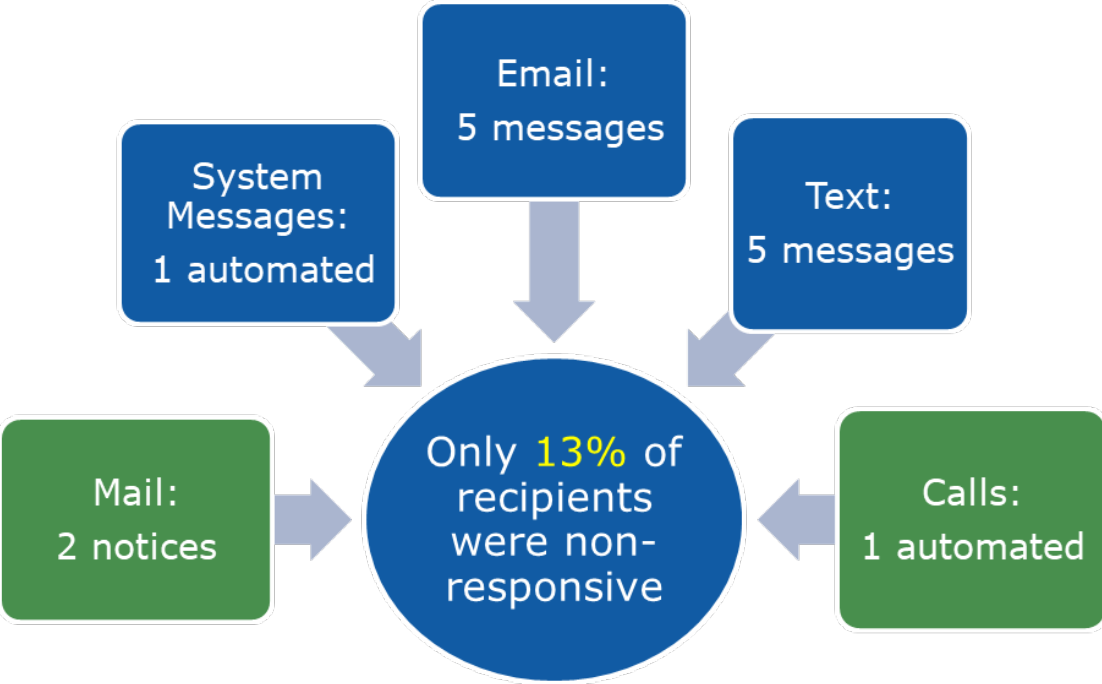 Email:
5 messages
System
Messages:
1 automated
Text:
5 messages
Mail:
2 notices
Only 13% of
recipients
were non-
responsive
Calls:
1 automated